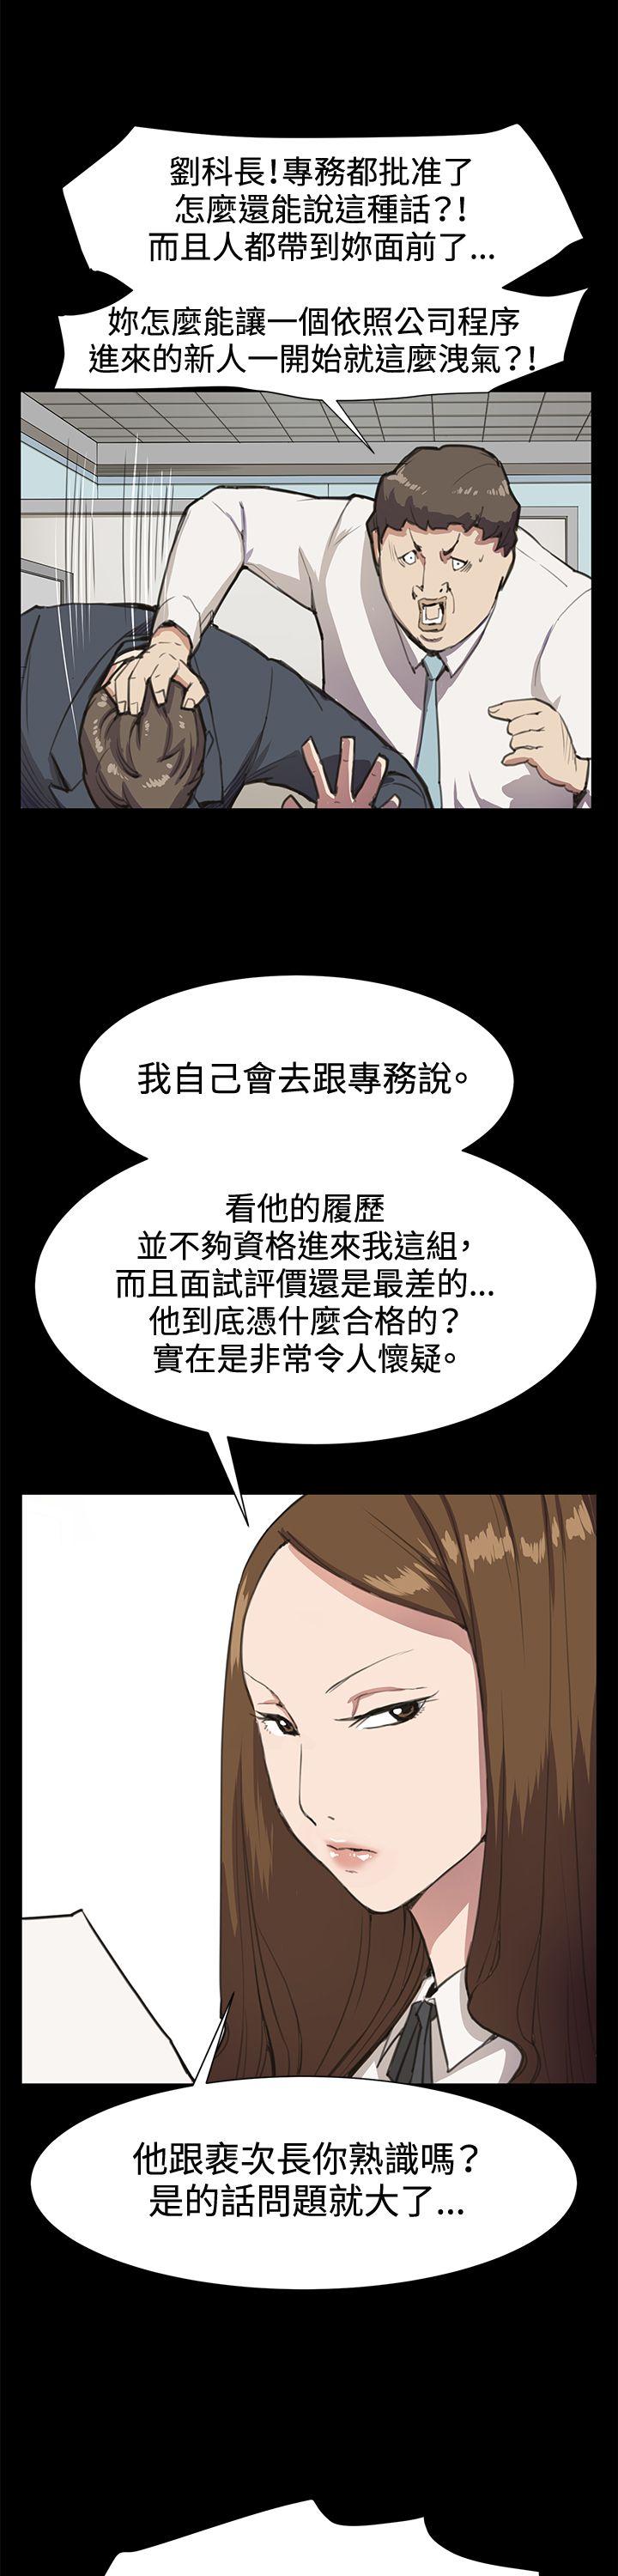 劉科長!專務都批准了
怎麼還能說這種話?!
而且人都帶到妳面前了...
妳怎麼能讓一個依照公司程序
進來的新人一開始就這麼洩氣?!
我自己會去跟專務說。
看他的履歷
並不夠資格進來我這組,
而且面試評價還是最差的...
他到底憑什麼合格的?
實在是非常令人懷疑。
他跟裵次長你熟識嗎?
是的話問題就大了...